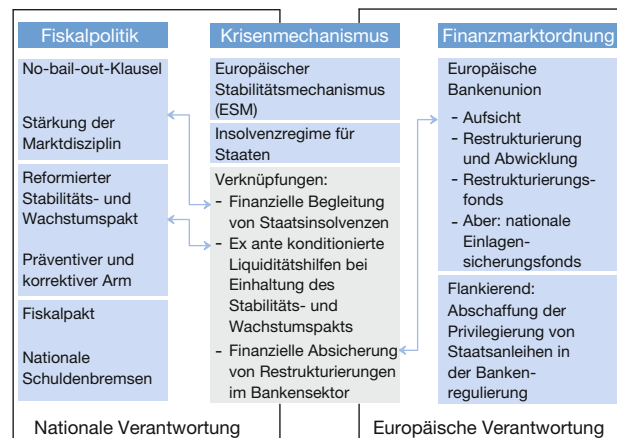 Fiskalpolitik
No-bail-out-Klausel
Stärkung der
Marktdisziplin
Reformierter
Stabilitäts- und
Wachstumspakt
Präventiver und
korrektiver Arm
Fiskalpakt
Nationale
Schuldenbremsen
Krisenmechanismus
Europäischer
Stabilitätsmechanismus
(ESM)
Insolvenzregime für
Staaten
Verknüpfungen:
- Finanzielle Begleitung
von Staatsinsolvenzen
- Ex ante konditionierte
Liquiditätshilfen bei
Einhaltung des
Stabilitäts- und
Wachstumspakts
- Finanzielle Absicherung
von Restrukturierungen
im Bankensektor
Finanzmarktordnung
Europäische
Bankenunion
- Aufsicht
- Restrukturierung
und Abwicklung
- Restrukturierungs-
fonds
- Aber: nationale
Einlagen-
sicherungsfonds
Flankierend:
Abschaffung der
Privilegierung von
Staatsanleihen in
der Banken-
regulierung
Nationale Verantwortung
Europäische Verantwortung